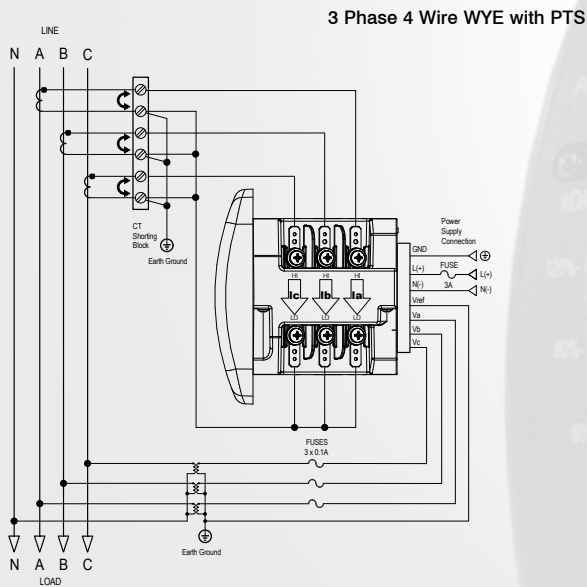 3 Phase 4 Wire WYE with PTS
LINE
N A B C
CT
Shorting
Block
Earth Ground
Power
Supply
Connection
GND
L(+)
FUSE
L(+)
N(-)
3A
N(-)
Vref
Va
Vb
Vc
HI HI HI
Ic Ib Ia
LO LO LO
FUSES
3 x 0.1A
Earth Ground
N A B C
LOAD